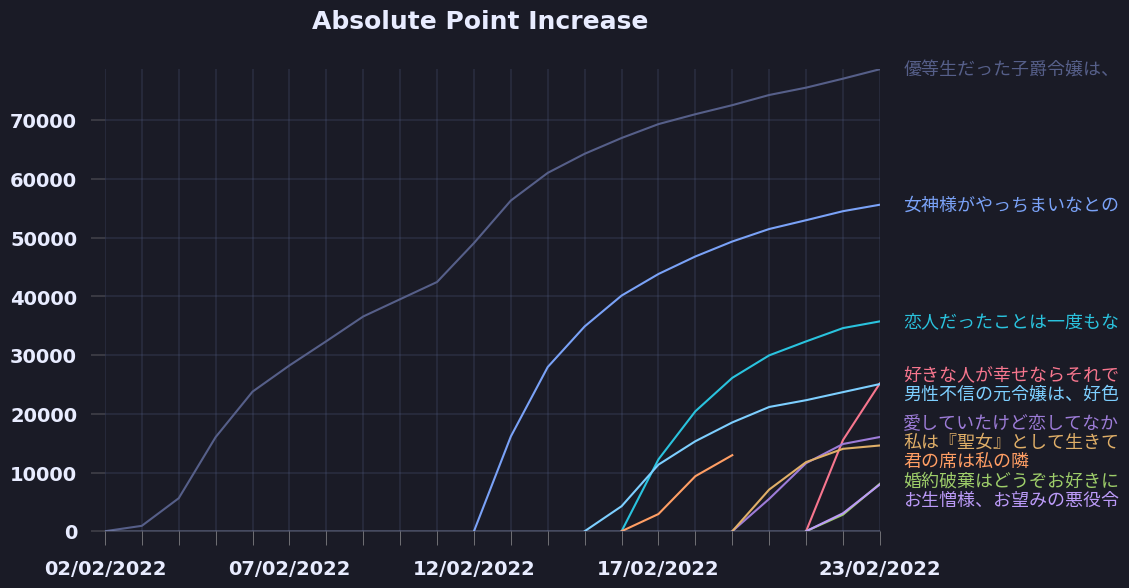 Absolute Point Increase
優等生だった子爵令嬢は、
70000
60000
女神様がやっちまいなとの
50000
40000
恋人だったことは一度もな
30000
好きな人が幸せならそれで
男性不信の元令嬢は、好色
20000
愛していたけど恋してなか
私は『聖女』として生きて
君の席は私の隣
10000
婚約破棄はどうぞお好きに
お生憎様、お望みの悪役令
0
02/02/2022 07/02/2022 12/02/2022 17/02/2022 23/02/2022